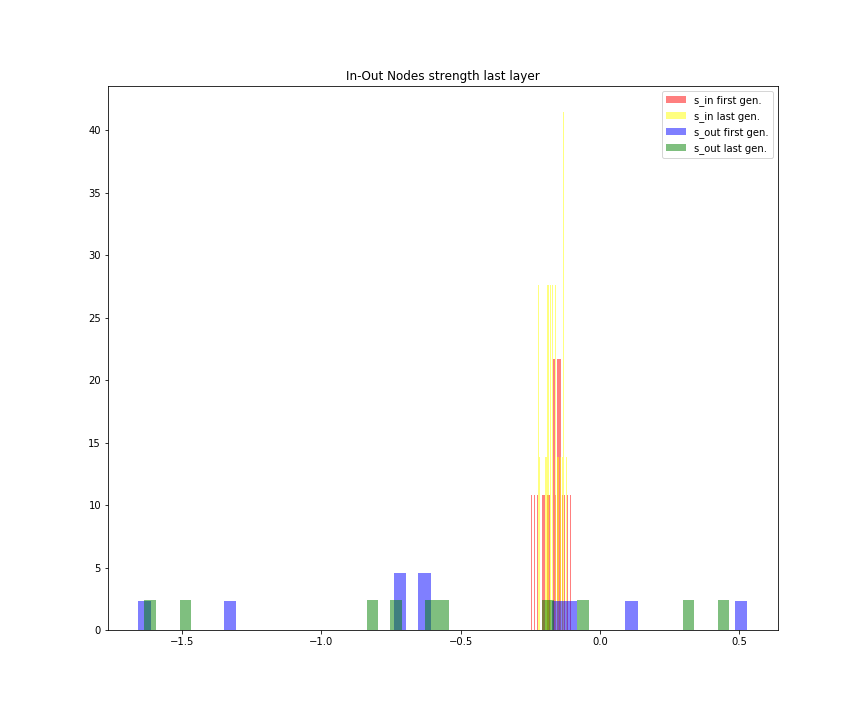 In-Out Nodes strength last layer
s_in first gen.
s_in last gen.
s_out first gen.
s_out last gen.
40
35
30
25
20
15
10
5
0
−1.5 −1.0 −0.5 0.0 0.5